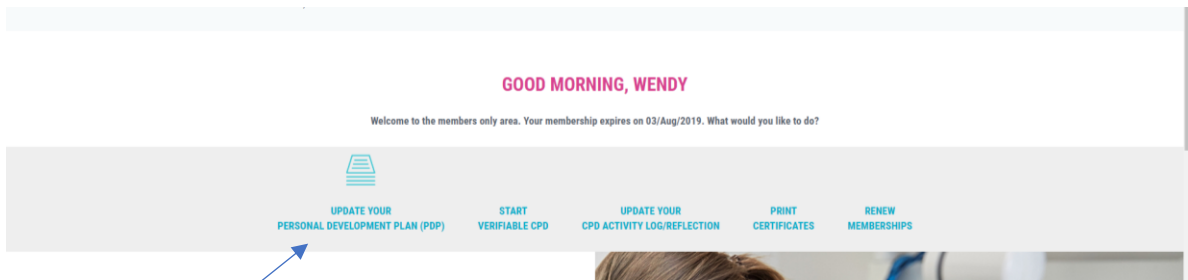 GOOD MORNING, WENDY
Welcome to the members only area. Your membership expires on 03/Aug/2019. What would you like to do?
UPDATE YOUR
PERSONAL DEVELOPMENT PLAN (PDP)
START
VERIFIABLE CPD
UPDATE YOUR
CPD ACTIVITY LOG/REFLECTION
PRINT
CERTIFICATES
RENEW
MEMBERSHIPS